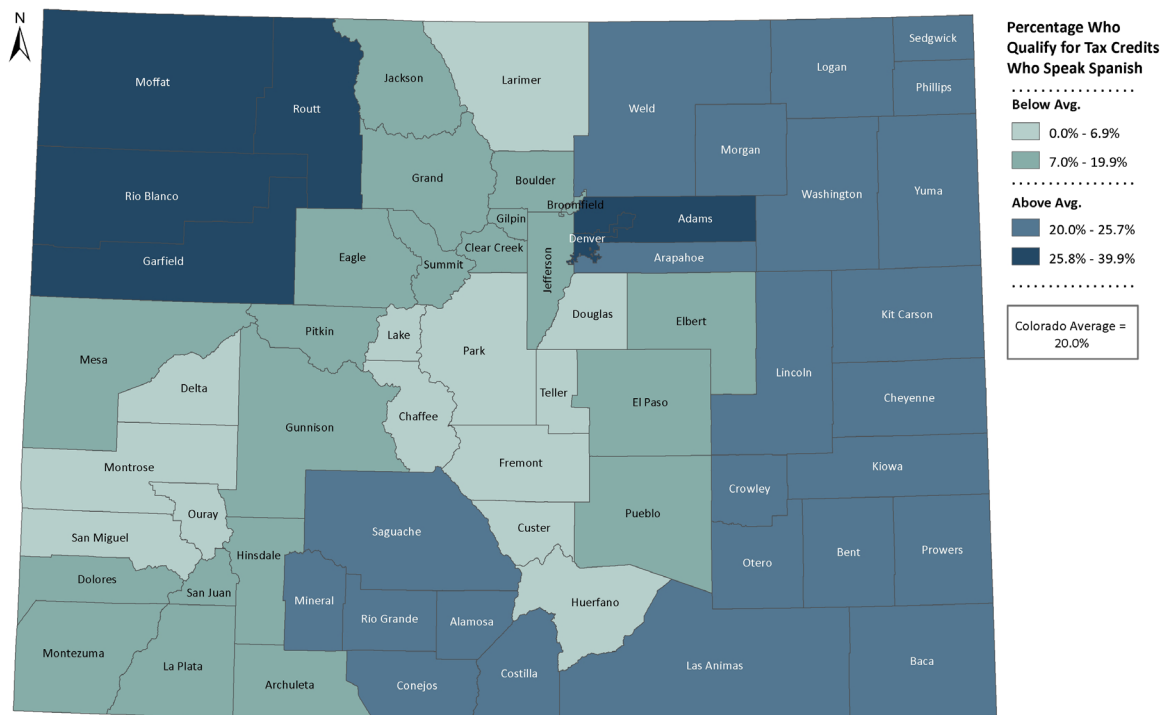 N
Moffat
Routt
Jackson
Larimer
Weld
Logan
Sedgwick
Phillips
Morgan
Rio Blanco
Grand
Boulder
Broomfield
Washington
Yuma
Gilpin
Adams
Denver
Clear Creek
Garfield
Eagle
Summit
Jefferson
Arapahoe
Mesa
Pitkin
Lake
Park
Douglas
Elbert
Kit Carson
Lincoln
Delta
Teller
Cheyenne
Gunnison
Chaffee
El Paso
Montrose
Fremont
Kiowa
Crowley
Ouray
Saguache
Custer
Pueblo
San Miguel
Hinsdale
Otero
Bent
Prowers
Dolores
San Juan
Mineral
Rio Grande
Alamosa
Huerfano
Montezuma
La Plata
Archuleta
Conejos
Costilla
Las Animas
Baca
Percentage Who
Qualify for Tax Credits
Who Speak Spanish
Below Avg.
0.0% - 6.9%
7.0% - 19.9%
Above Avg.
20.0% - 25.7%
25.8% - 39.9%
Colorado Average =
20.0%